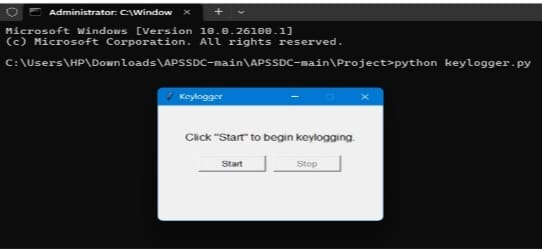 Administrator: C:\Window
Microsoft Windows [Version 10.0.26100.1]
(c) Microsoft Corporation. All rights reserved.
C:\Users\HP\Downloads\APSSDC-main\APSSDC-main\Project>python keylogger.py
Keylogger
Click "Start" to begin keylogging.
Start Stop